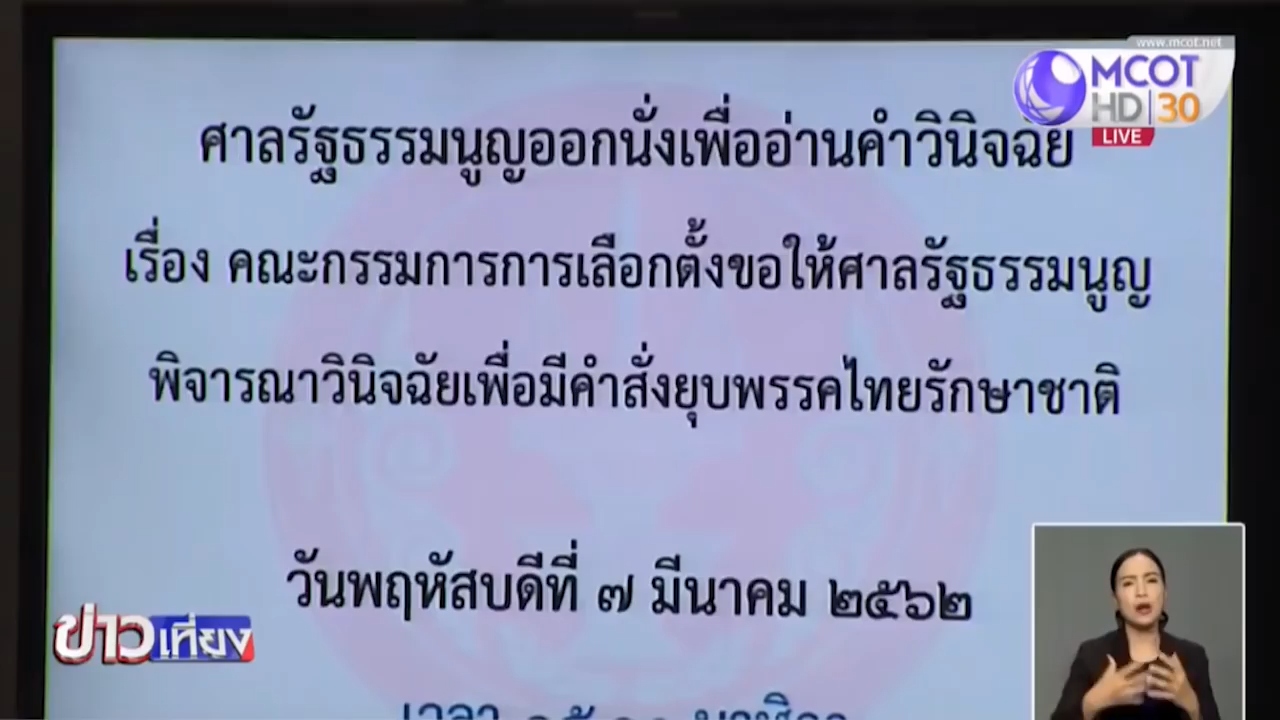 www.mcot.net
MCOT
HD 30
LIVE
ศาลรัฐธรรมนูญออกนั่งเพื่ออ่านคำวินิจฉัย
เรื่อง คณะกรรมการการเลือกตั้งขอให้ศาลรัฐธรรมนูญ
พิจารณาวินิจฉัยเพื่อมีคำสั่งยุบพรรคไทยรักษาชาติ
วันพฤหัสบดีที่ ๗ มีนาคม ๒๕๖๒
ข่าวเที่ยง
เวลา